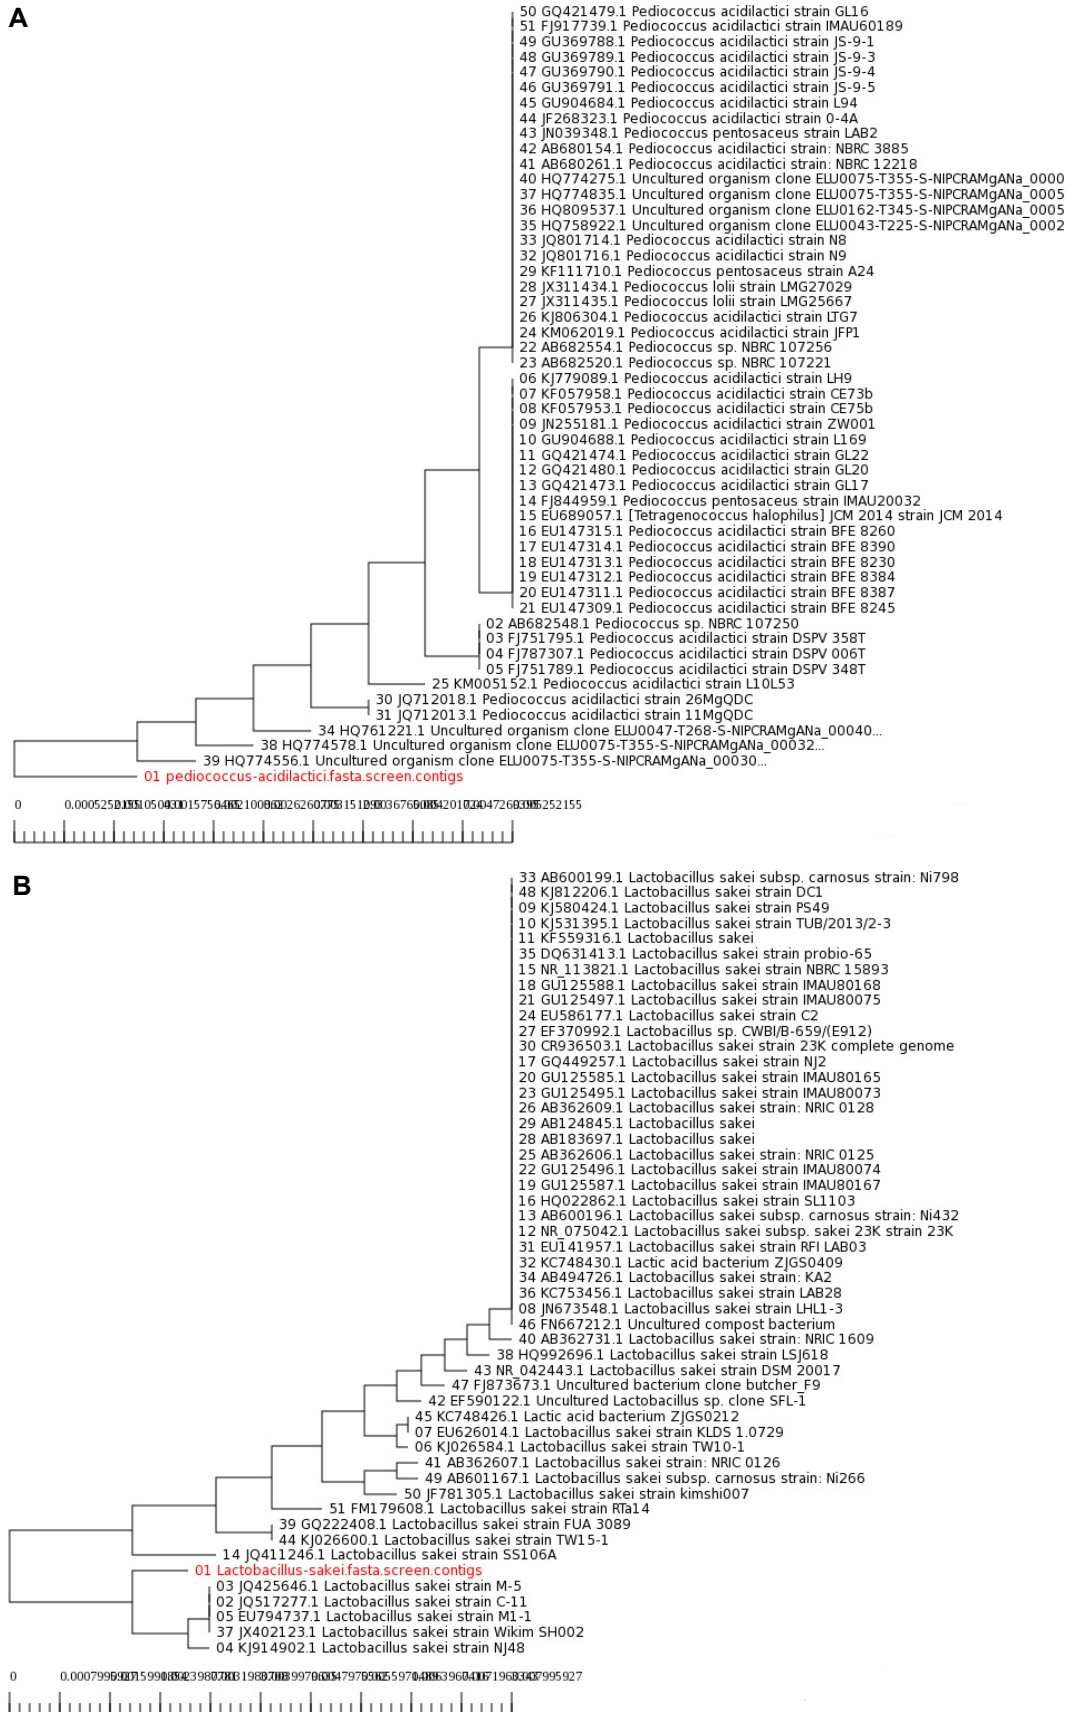 A
50 GQ421479.1 Pediococcus acidilactici strain GL16
51 FJ917739.1 Pediococcus acidilactici strain IMAU60189
49 GU369788.1 Pediococcus acidilactici strain JS-9-1
48 GU369789.1 Pediococcus acidilactici strain JS-9-3
47 GU369790.1 Pediococcus acidilactici strain JS-9-4
46 GU369791.1 Pediococcus acidilactici strain JS-9-5
45 GU904684.1 Pediococcus acidilactici strain L94
44 JF268323.1 Pediococcus acidilactici strain 0-4A
43 JN039348.1 Pediococcus pentosaceus strain LAB2
42 AB680154.1 Pediococcus acidilactici strain: NBRC 3885
41 AB680261.1 Pediococcus acidilactici strain: NBRC 12218
40 HQ774275.1 Uncultured organism clone ELU0075-T355-S-NIPCRAMgANa_0000
37 HQ774835.1 Uncultured organism clone ELU0075-T355-S-NIPCRAMgANa_0005
36 HQ809537.1 Uncultured organism clone ELU0162-T345-S-NIPCRAMgANa_0005
35 HQ758922.1 Uncultured organism clone ELU0043-T225-S-NIPCRAMgANa_0002
33 JQ801714.1 Pediococcus acidilactici strain N8
32 JQ801716.1 Pediococcus acidilactici strain N9
29 KF111710.1 Pediococcus pentosaceus strain A24
28 JX311434.1 Pediococcus lolii strain LMG27029
27 JX311435.1 Pediococcus lolii strain LMG25667
26 KJ806304.1 Pediococcus acidilactici strain LTG7
24 KM062019.1 Pediococcus acidilactici strain JFP1
22 AB682554.1 Pediococcus sp. NBRC 107256
23 AB682520.1 Pediococcus sp. NBRC 107221
06 KJ779089.1 Pediococcus acidilactici strain LH9
07 KF057958.1 Pediococcus acidilactici strain CE73b
08 KF057953.1 Pediococcus acidilactici strain CE75b
09 JN255181.1 Pediococcus acidilactici strain ZW001
10 GU904688.1 Pediococcus acidilactici strain L169
11 GQ421474.1 Pediococcus acidilactici strain GL22
12 GQ421480.1 Pediococcus acidilactici strain GL20
13 GQ421473.1 Pediococcus acidilactici strain GL17
14 FJ844959.1 Pediococcus pentosaceus strain IMAU20032
15 EU689057.1 [Tetragenococcus halophilus] JCM 2014 strain JCM 2014
16 EU147315.1 Pediococcus acidilactici strain BFE 8260
17 EU147314.1 Pediococcus acidilactici strain BFE 8390
18 EU147313.1 Pediococcus acidilactici strain BFE 8230
19 EU147312.1 Pediococcus acidilactici strain BFE 8384
20 EU147311.1 Pediococcus acidilactici strain BFE 8387
21 EU147309.1 Pediococcus acidilactici strain BFE 8245
02 AB682548.1 Pediococcus sp. NBRC 107250
03 FJ751795.1 Pediococcus acidilactici strain DSPV 358T
04 FJ787307.1 Pediococcus acidilactici strain DSPV 006T
05 FJ751789.1 Pediococcus acidilactici strain DSPV 348T
25 KM005152.1 Pediococcus acidilactici strain L10L53
30 JQ712018.1 Pediococcus acidilactici strain 26MgQDC
31 JQ712013.1 Pediococcus acidilactici strain 11MgQDC
34 HQ761221.1 Uncultured organism clone ELU0047-T268-S-NIPCRAMgANa_00040...
38 HQ774578.1 Uncultured organism clone ELU0075-T355-S-NIPCRAMgANa_00032...
39 HQ774556.1 Uncultured organism clone ELU0075-T355-S-NIPCRAMgANa_00030...
01 pediococcus-acidilactici.fasta.screen.contigs
0
B
33 AB600199.1 Lactobacillus sakei subsp. carnosus strain: Ni798
48 KJ812206.1 Lactobacillus sakei strain DC1
09 KJ580424.1 Lactobacillus sakei strain PS49
10 KJ531395.1 Lactobacillus sakei strain TUB/2013/2-3
11 KF559316.1 Lactobacillus sakei
35 DQ631413.1 Lactobacillus sakei strain probio-65
15 NR_113821.1 Lactobacillus sakei strain NBRC 15893
18 GU125588.1 Lactobacillus sakei strain IMAU80168
21 GU125497.1 Lactobacillus sakei strain IMAU80075
24 EU586177.1 Lactobacillus sakei strain C2
27 EF370992.1 Lactobacillus sp. CWBI/B-659/(E912)
30 CR936503.1 Lactobacillus sakei strain 23K complete genome
17 GQ449257.1 Lactobacillus sakei strain NJ2
20 GU125585.1 Lactobacillus sakei strain IMAU80165
23 GU125495.1 Lactobacillus sakei strain IMAU80073
26 AB362609.1 Lactobacillus sakei strain: NRIC 0128
29 AB124845.1 Lactobacillus sakei
28 AB183697.1 Lactobacillus sakei
25 AB362606.1 Lactobacillus sakei strain: NRIC 0125
22 GU125496.1 Lactobacillus sakei strain IMAU80074
19 GU125587.1 Lactobacillus sakei strain IMAU80167
16 HQ022862.1 Lactobacillus sakei strain SL1103
13 AB600196.1 Lactobacillus sakei subsp. carnosus strain: Ni432
12 NR_075042.1 Lactobacillus sakei subsp. sakei 23K strain 23K
31 EU141957.1 Lactobacillus sakei strain RFI LAB03
32 KC748430.1 Lactic acid bacterium ZJGS0409
34 AB494726.1 Lactobacillus sakei strain: KA2
36 KC753456.1 Lactobacillus sakei strain LAB28
08 JN673548.1 Lactobacillus sakei strain LHL1-3
46 FN667212.1 Uncultured compost bacterium
40 AB362731.1 Lactobacillus sakei strain: NRIC 1609
38 HQ992696.1 Lactobacillus sakei strain LSJ618
43 NR_042443.1 Lactobacillus sakei strain DSM 20017
47 FJ873673.1 Uncultured bacterium clone butcher_F9
42 EF590122.1 Uncultured Lactobacillus sp. clone SFL-1
45 KC748426.1 Lactic acid bacterium ZJGS0212
07 EU626014.1 Lactobacillus sakei strain KLDS 1.0729
06 KJ026584.1 Lactobacillus sakei strain TW10-1
41 AB362607.1 Lactobacillus sakei strain: NRIC 0126
49 AB601167.1 Lactobacillus sakei subsp. carnosus strain: Ni266
50 JF781305.1 Lactobacillus sakei strain kimshi007
51 FM179608.1 Lactobacillus sakei strain RTa14
39 GQ222408.1 Lactobacillus sakei strain FUA 3089
44 KJ026600.1 Lactobacillus sakei strain TW15-1
14 JQ411246.1 Lactobacillus sakei strain SS106A
01 Lactobacillus-sakei.fasta.screen.contigs
03 JQ425646.1 Lactobacillus sakei strain M-5
02 JQ517277.1 Lactobacillus sakei strain C-11
05 EU794737.1 Lactobacillus sakei strain M1-1
37 JX402123.1 Lactobacillus sakei strain Wikim SH002
04 KJ914902.1 Lactobacillus sakei strain NJ48
0